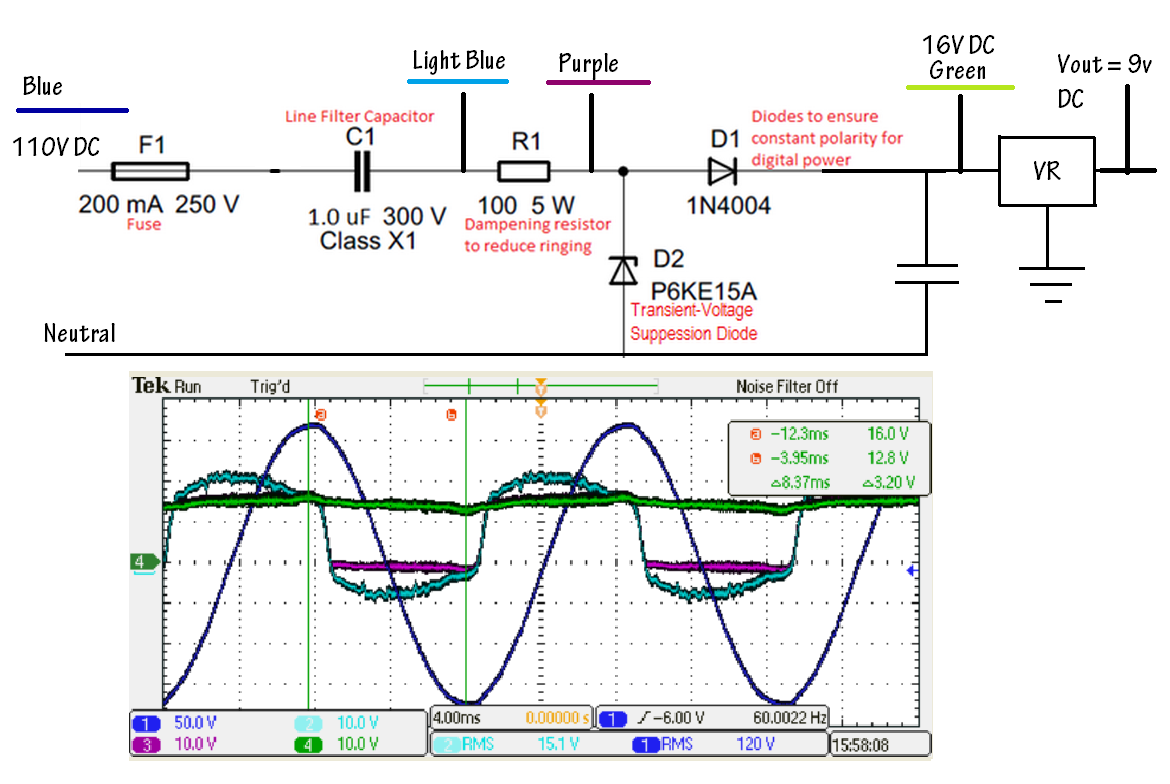 Blue
Light Blue
Purple
16V DC
Green
Vout = 9v
DC
110V DC
F1
200 mA 250 V
Fuse
Line Filter Capacitor
C1
1.0 uF 300 V
Class X1
R1
100 5 W
Dampening resistor
to reduce ringing
Diodes to ensure
constant polarity for
digital power
D1
1N4004
VR
D2
P6KE15A
Transient-Voltage
Suppession Diode
Neutral
Tek Run Trig'd Noise Filter Off
T
T
a b
a -12.3ms 16.0 V
b -3.95ms 12.8 V
△8.37ms △3.20 V
4
1 50.0 V 2 10.0 V
3 10.0 V 4 10.0 V
4.00ms 0.00000 s
1 ∫ -6.00 V 60.0022 Hz
2 RMS 15.1 V 1 RMS 120 V
15:58:08